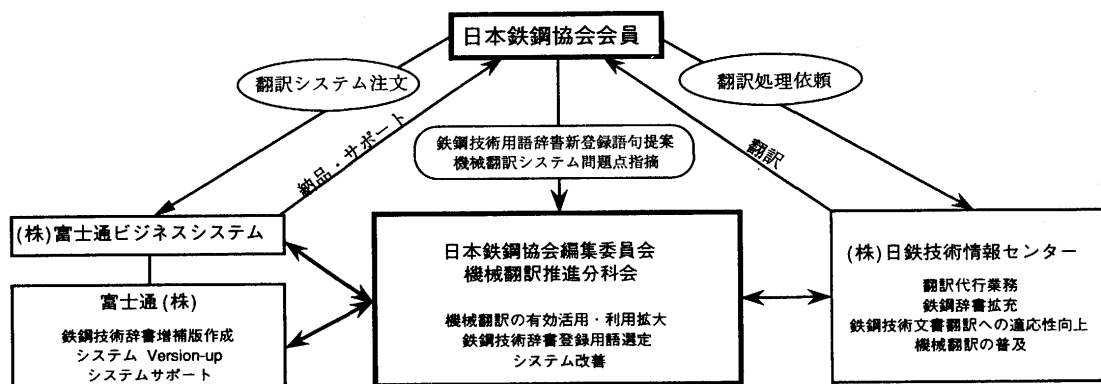 日本鉄鋼協会会員
翻訳システム注文
翻訳処理依頼
納品・サポート
鉄鋼技術用語辞書新登録語句提案
機械翻訳システム問題点指摘
翻訳
(株)富士通ビジネスシステム
富士通(株)
鉄鋼技術辞書増補版作成
システム Version-up
システムサポート
日本鉄鋼協会編集委員会
機械翻訳推進分科会
機械翻訳の有効活用・利用拡大
鉄鋼技術辞書登録用語選定
システム改善
(株)日鉄技術情報センター
翻訳代行業務
鉄鋼辞書拡充
鉄鋼技術文書翻訳への適応性向上
機械翻訳の普及